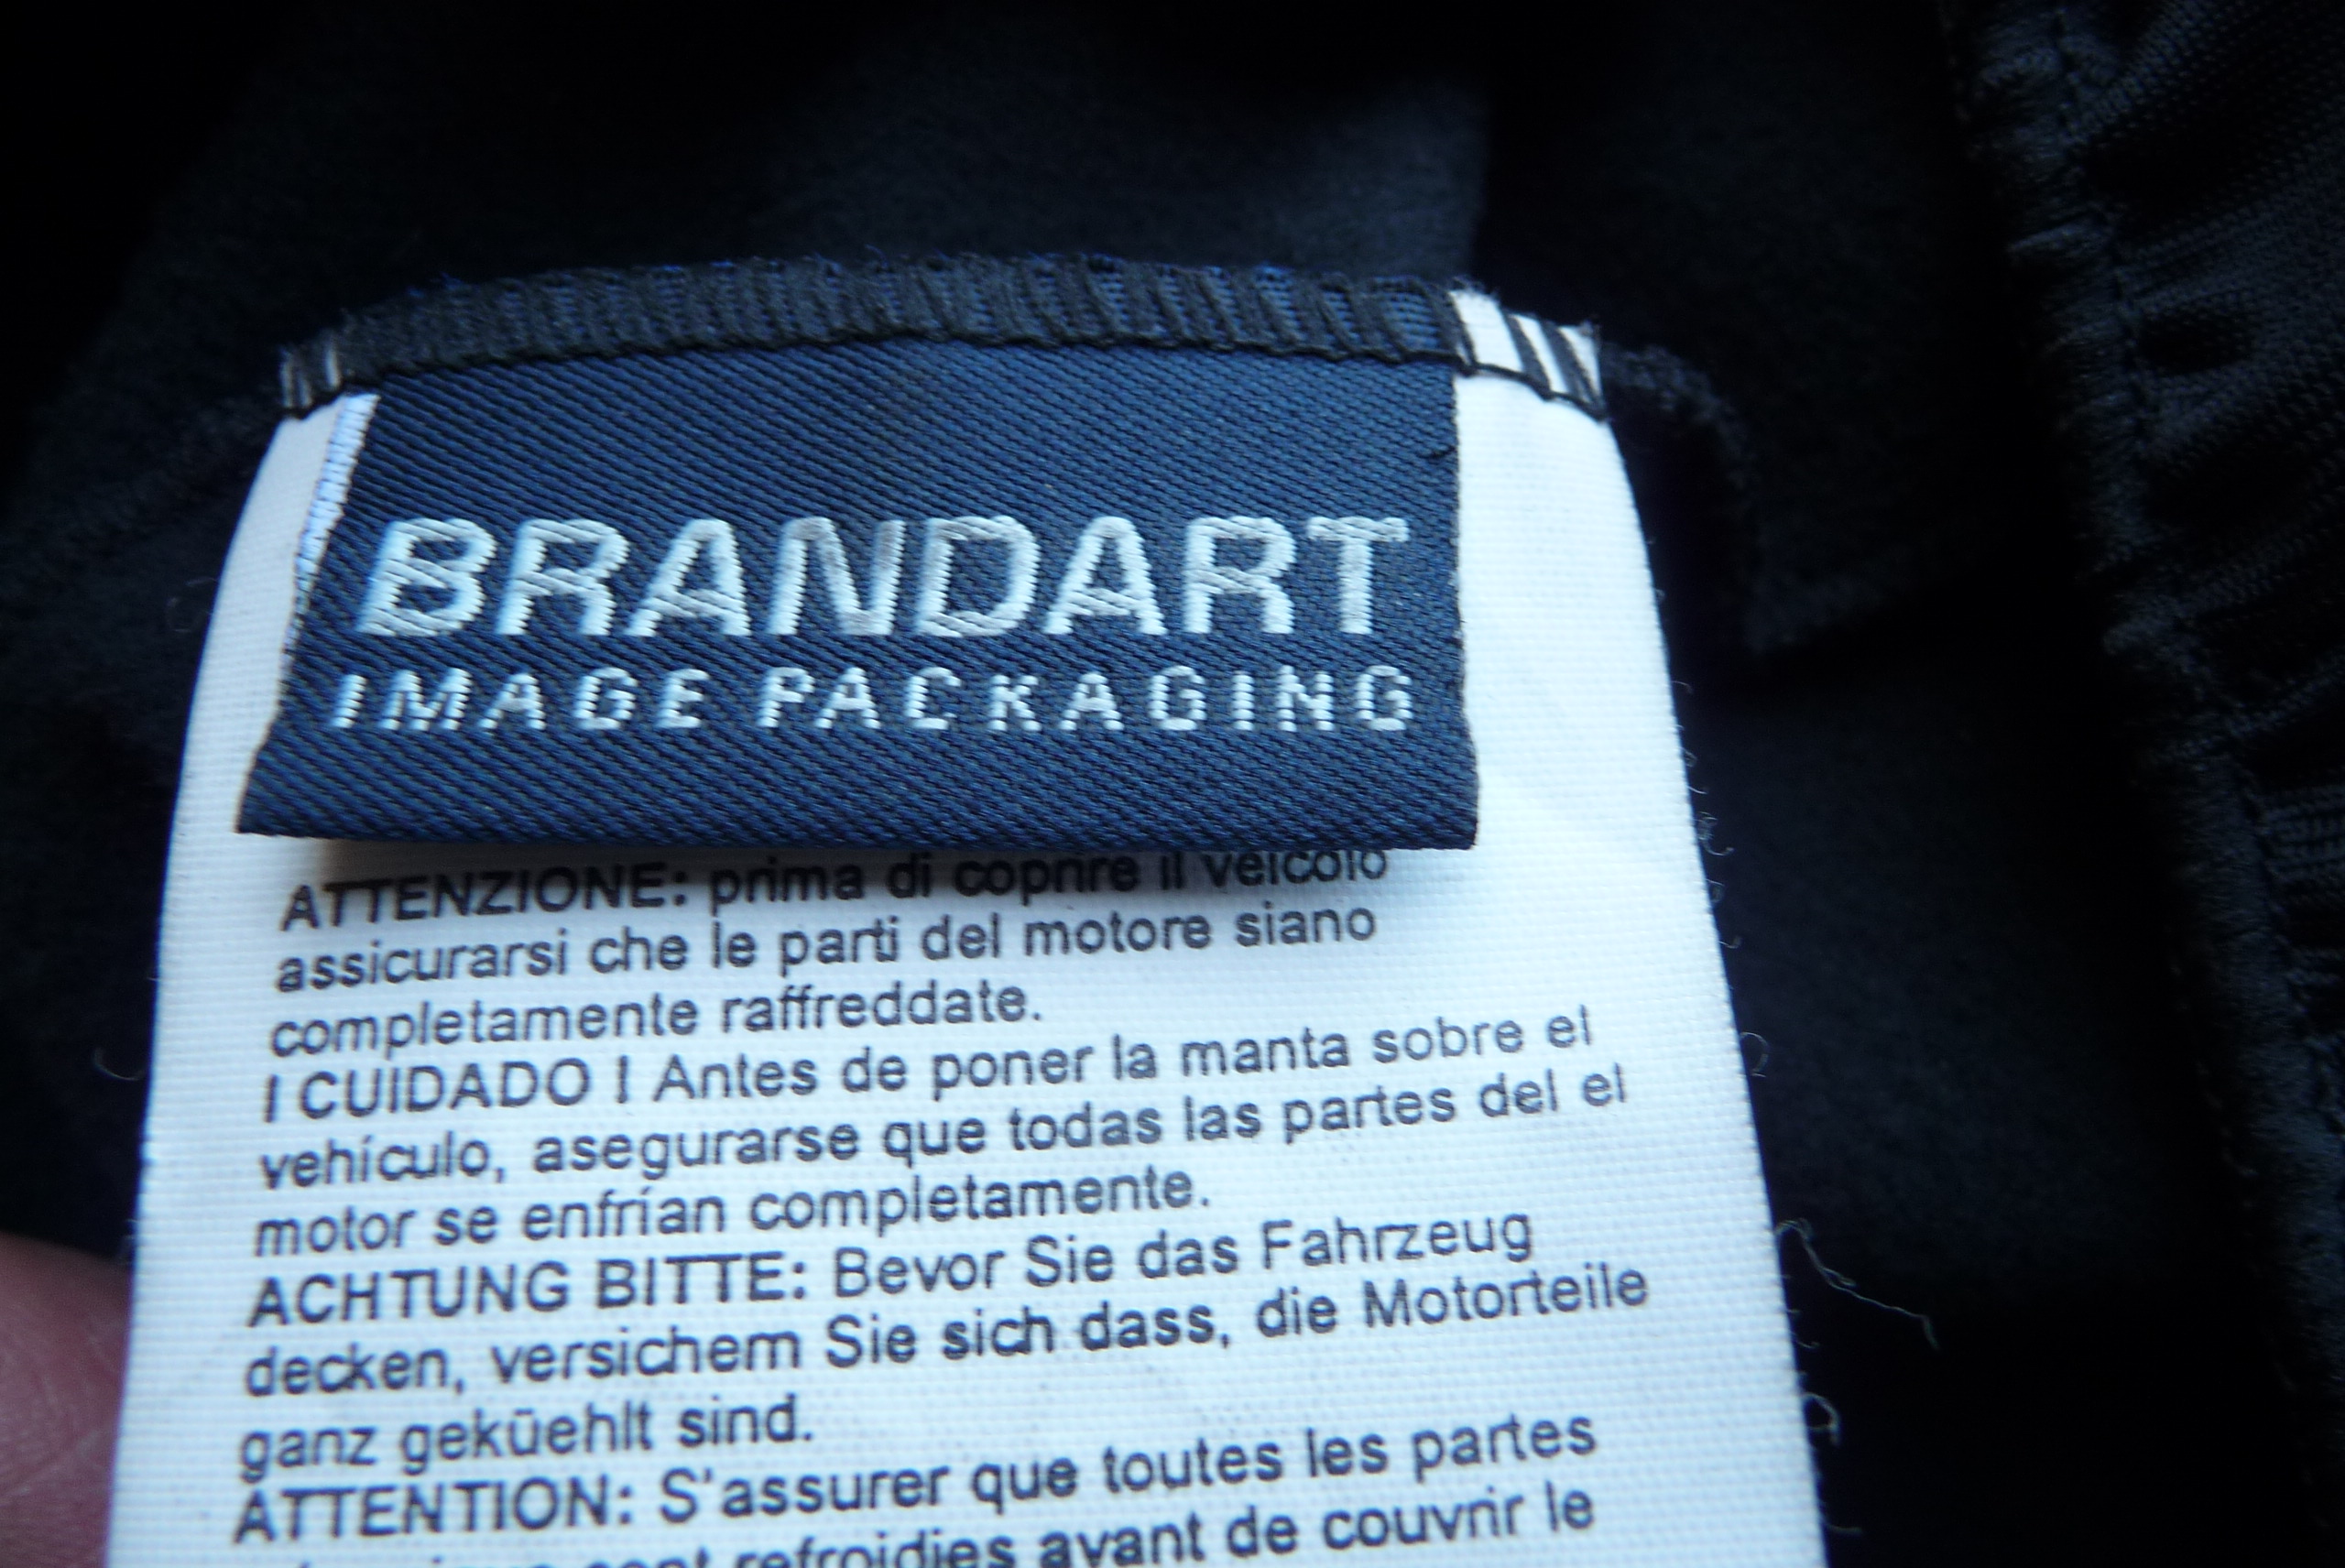 BRANDART
IMAGE PACKAGING
ATTENZIONE: prima di coprire il veicolo
assicurarsi che le parti del motore siano
completamente raffreddate.
I CUIDADO ! Antes de poner la manta sobre el
vehículo, asegurarse que todas las partes del el
motor se enfrían completamente.
ACHTUNG BITTE: Bevor Sie das Fahrzeug
decken, versichem Sie sich dass, die Motorteile
ganz geküehlt sind.
ATTENTION: S'assurer que toutes les partes
sont refroidies avant de couvrir le